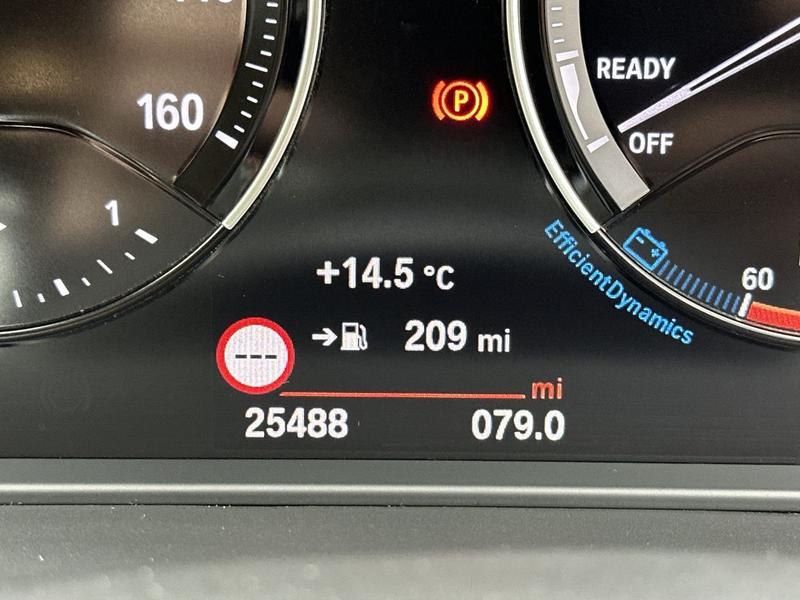 160
1
P
READY
OFF
EfficientDynamics
60
+14.5 °C
--- → 209 mi
mi
25488 079.0